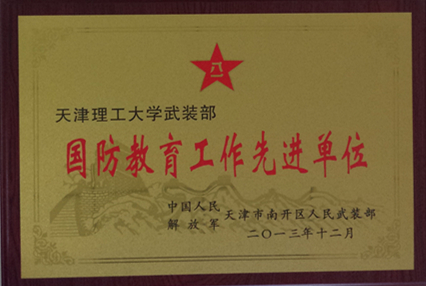 八一
天津理工大学武装部
国防教育工作先进单位
中国人民
解放军 天津市南开区人民武装部
二〇一三年十二月